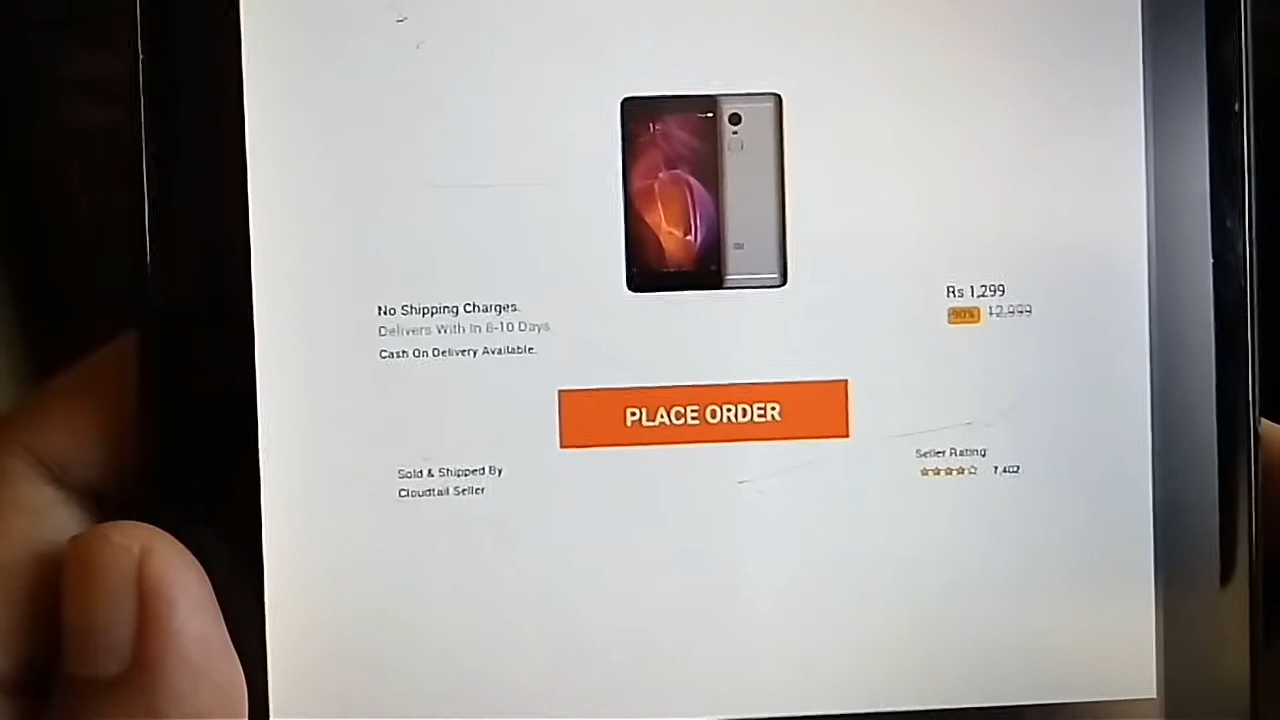 No Shipping Charges.
Delivers With In 8-10 Days
Cash On Delivery Available.
Rs 1,299
90% 12,999
PLACE ORDER
Sold & Shipped By
Cloudtail Seller
Seller Rating
7,402